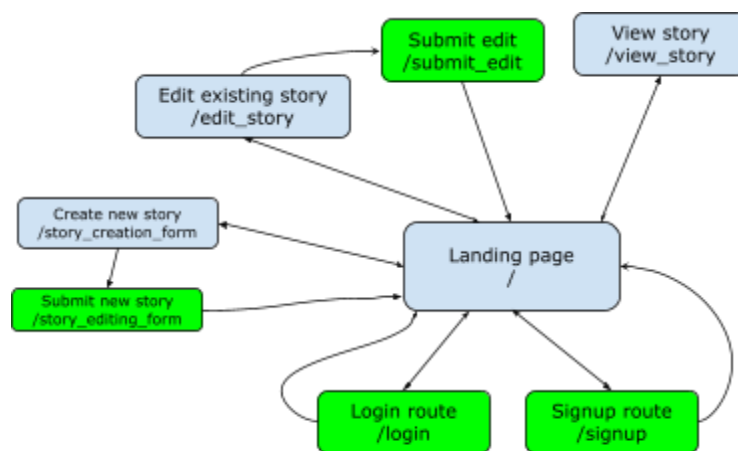 Submit edit
/submit_edit
View story
/view_story
Edit existing story
/edit_story
Create new story
/story_creation_form
Landing page
/
Submit new story
/story_editing_form
Login route
/login
Signup route
/signup